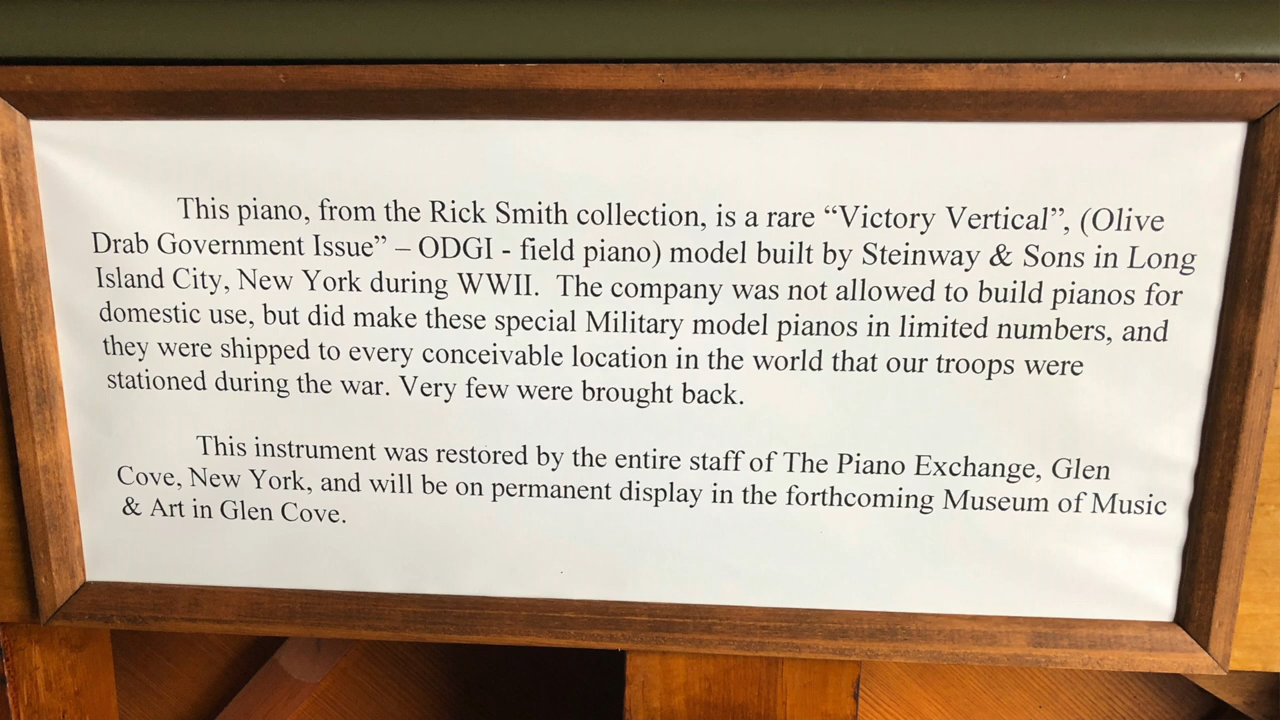 This piano, from the Rick Smith collection, is a rare “Victory Vertical”, (Olive
Drab Government Issue” – ODGI - field piano) model built by Steinway & Sons in Long
Island City, New York during WWII.  The company was not allowed to build pianos for
domestic use, but did make these special Military model pianos in limited numbers, and
they were shipped to every conceivable location in the world that our troops were
stationed during the war. Very few were brought back.
This instrument was restored by the entire staff of The Piano Exchange, Glen
Cove, New York, and will be on permanent display in the forthcoming Museum of Music
& Art in Glen Cove.